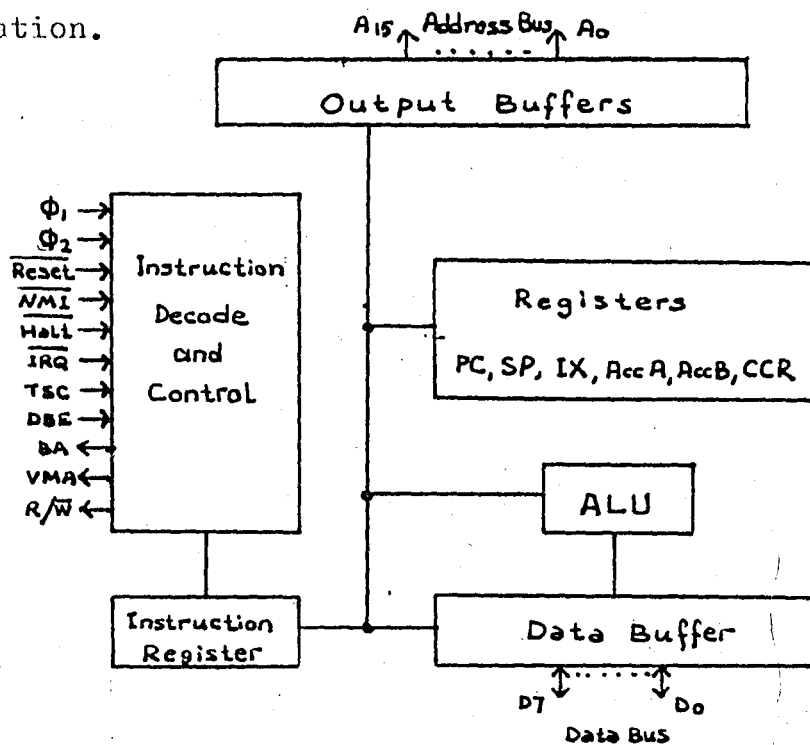 ation.
A15 Address Bus A0
Output Buffers
Φ1
Φ2
Reset
NMI
Halt
IRQ
TSC
DBE
BA
VMA
R/W̅
Instruction
Decode
and
Control
Registers
PC, SP, IX, Acc A, Acc B, CCR
ALU
Instruction
Register
Data Buffer
D7 D0
Data Bus